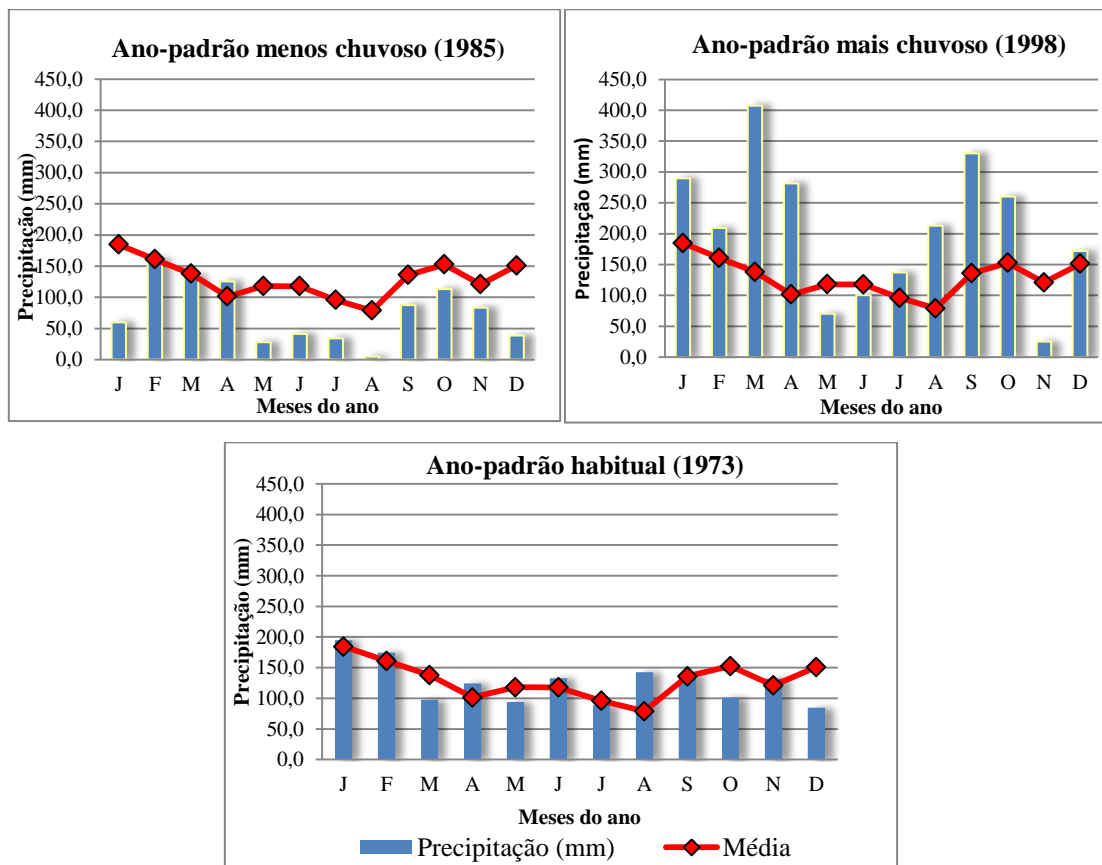 Ano-padrão menos chuvoso (1985)
Precipitação (mm)
450,0
400,0
350,0
300,0
250,0
200,0
150,0
100,0
50,0
0,0
J F M A M J J A S O N D
Meses do ano
Ano-padrão mais chuvoso (1998)
Precipitação (mm)
450,0
400,0
350,0
300,0
250,0
200,0
150,0
100,0
50,0
0,0
J F M A M J J A S O N D
Meses do ano
Ano-padrão habitual (1973)
Precipitação (mm)
450,0
400,0
350,0
300,0
250,0
200,0
150,0
100,0
50,0
0,0
J F M A M J J A S O N D
Meses do ano
Precipitação (mm) Média